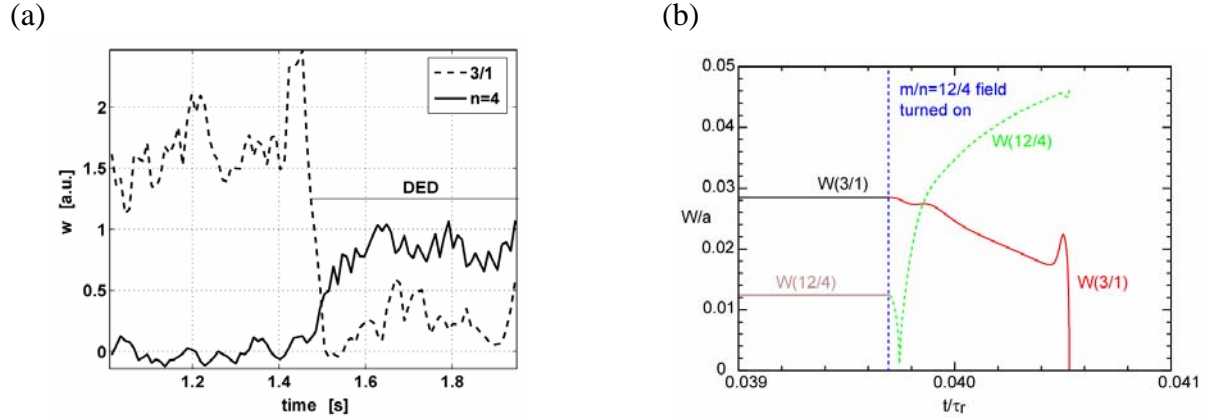 (a)
3/1
n=4
DED
w [a.u.]
2
1.5
1
0.5
0
1.2
1.4
1.6
1.8
time [s]
(b)
0.05
0.04
0.03
0.02
0.01
0.00
W/a
m/n=12/4 field
turned on
W(12/4)
W(3/1)
W(12/4)
W(3/1)
0.039
0.040
0.041
t/τr